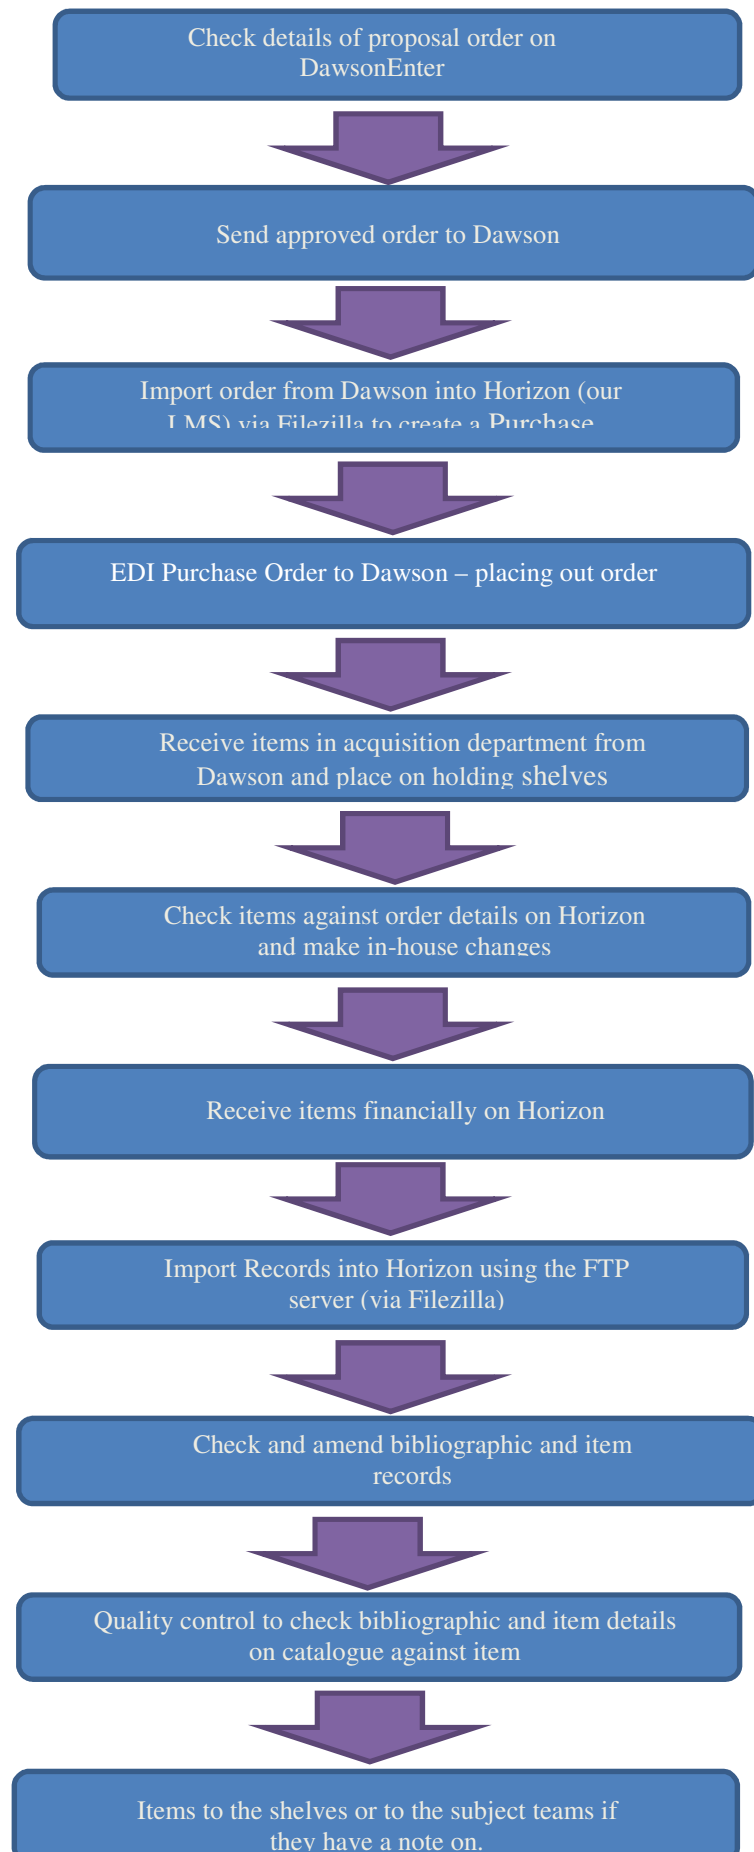 Check details of proposal order on
DawsonEnter
Send approved order to Dawson
Import order from Dawson into Horizon (our
LMS) via Filezilla to create a Purchase
EDI Purchase Order to Dawson – placing out order
Receive items in acquisition department from
Dawson and place on holding shelves
Check items against order details on Horizon
and make in-house changes
Receive items financially on Horizon
Import Records into Horizon using the FTP
server (via Filezilla)
Check and amend bibliographic and item
records
Quality control to check bibliographic and item details
on catalogue against item
Items to the shelves or to the subject teams if
they have a note on.